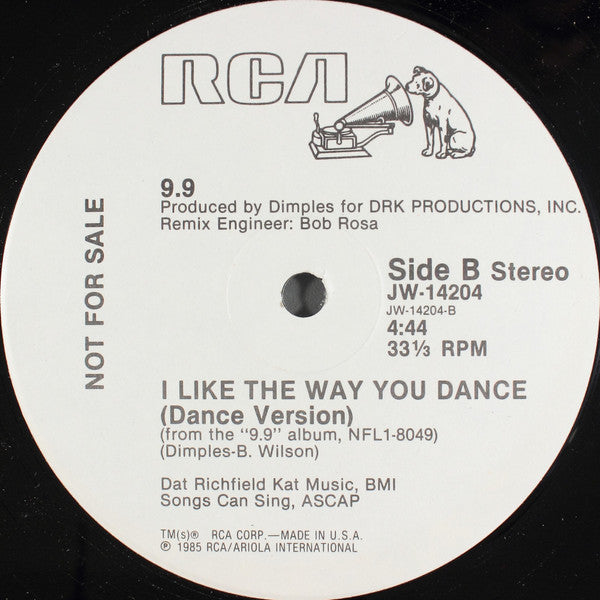 RCA
9.9
Produced by Dimples for DRK PRODUCTIONS, INC.
Remix Engineer: Bob Rosa
NOT FOR SALE
Side B Stereo
JW-14204
JW-14204-B
4:44
33⅓ RPM
I LIKE THE WAY YOU DANCE
(Dance Version)
(from the "9.9" album, NFL1-8049)
(Dimples-B. Wilson)
Dat Richfield Kat Music, BMI
Songs Can Sing, ASCAP
TM(s)® RCA CORP.—MADE IN U.S.A.
℗ 1985 RCA/ARIOLA INTERNATIONAL